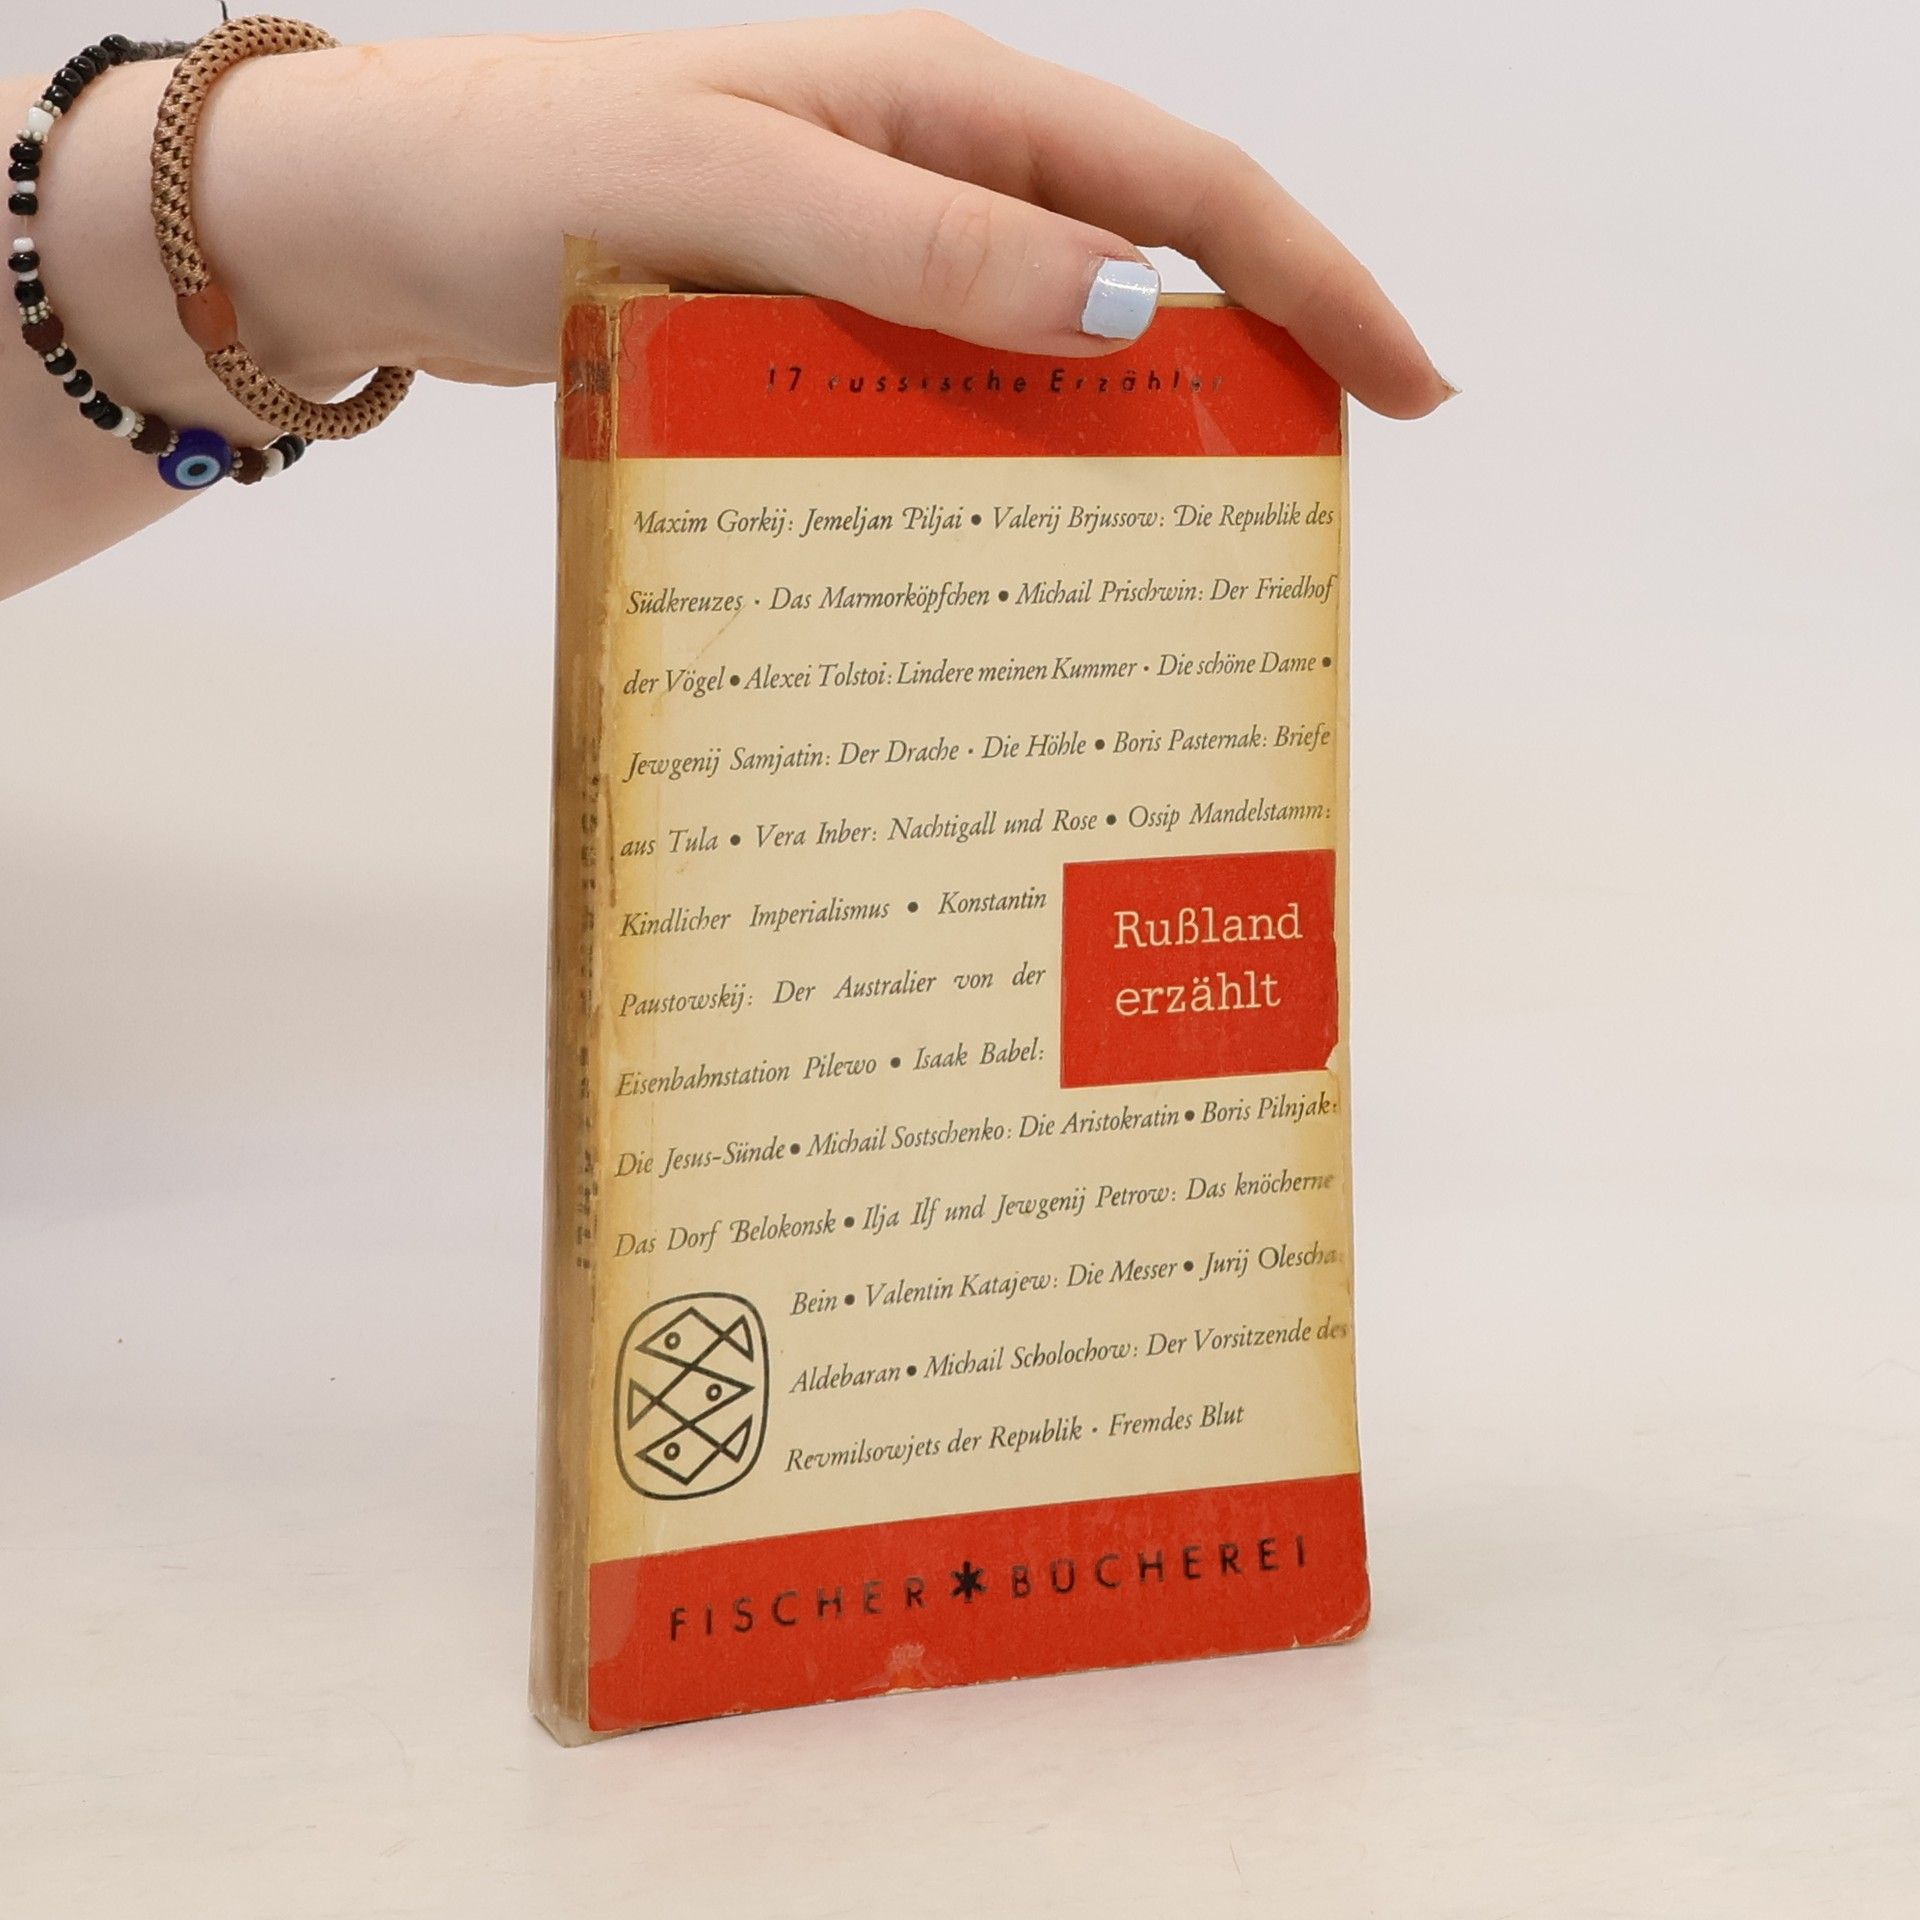 17 russische Erzähler
Maxim Gorkij: Jemeljan Piljai ● Valerij Brjussow: Die Republik des
Südkreuzes · Das Marmorköpfchen ● Michail Prischwin: Der Friedhof
der Vögel ● Alexei Tolstoi: Lindere meinen Kummer · Die schöne Dame ●
Jewgenij Samjatin: Der Drache · Die Höhle ● Boris Pasternak: Briefe
aus Tula ● Vera Inber: Nachtigall und Rose ● Ossip Mandelstamm:
Kindlicher Imperialismus ● Konstantin
Paustowskij: Der Australier von der
Eisenbahnstation Pilewo ● Isaak Babel:
Die Jesus-Sünde ● Michail Sostschenko: Die Aristokratin ● Boris Pilnjak:
Das Dorf Belokonsk ● Ilja Ilf und Jewgenij Petrow: Das knöcherne
Bein ● Valentin Katajew: Die Messer ● Jurij Olescha:
Aldebaran ● Michail Scholochow: Der Vorsitzende des
Revmilsowjets der Republik · Fremdes Blut
Rußland
erzählt
FISCHER * BÜCHEREI